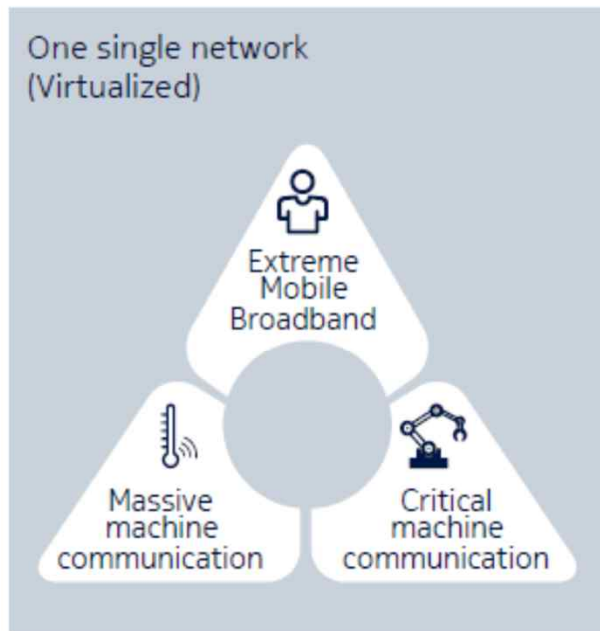 One single network
(Virtualized)
Extreme
Mobile
Broadband
Massive
machine
communication
Critical
machine
communication